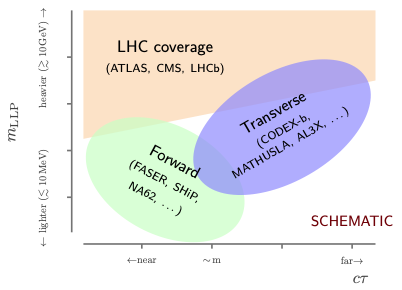 LHC coverage
(ATLAS, CMS, LHCb)
Transverse
(CODEX-b,
MATHUSLA, AL3X, ...)
Forward
(FASER, SHiP,
NA62, ...)
SCHEMATIC
m_LLP
heavier (≳ 10 GeV) →
← lighter (≲ 10 MeV)
←near
∼m
far→
cτ